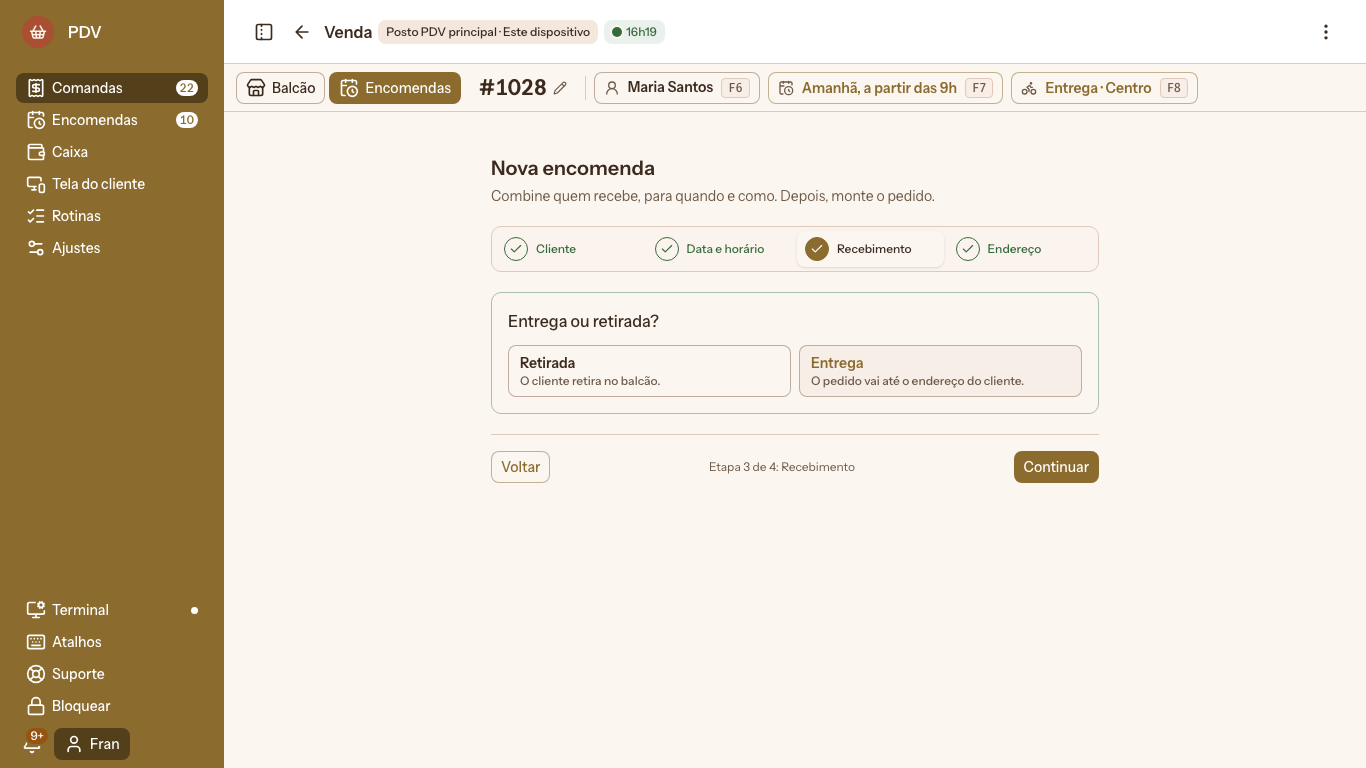 PDV
Comandas 22
Encomendas 10
Caixa
Tela do cliente
Rotinas
Ajustes
Terminal
Atalhos
Suporte
Bloquear
9+
Fran
Venda
Posto PDV principal · Este dispositivo
16h19
Balcão
Encomendas
#1028
Maria Santos F6
Amanhã, a partir das 9h F7
Entrega · Centro F8
Nova encomenda
Combine quem recebe, para quando e como. Depois, monte o pedido.
Cliente
Data e horário
Recebimento
Endereço
Entrega ou retirada?
Retirada
O cliente retira no balcão.
Entrega
O pedido vai até o endereço do cliente.
Voltar
Etapa 3 de 4: Recebimento
Continuar